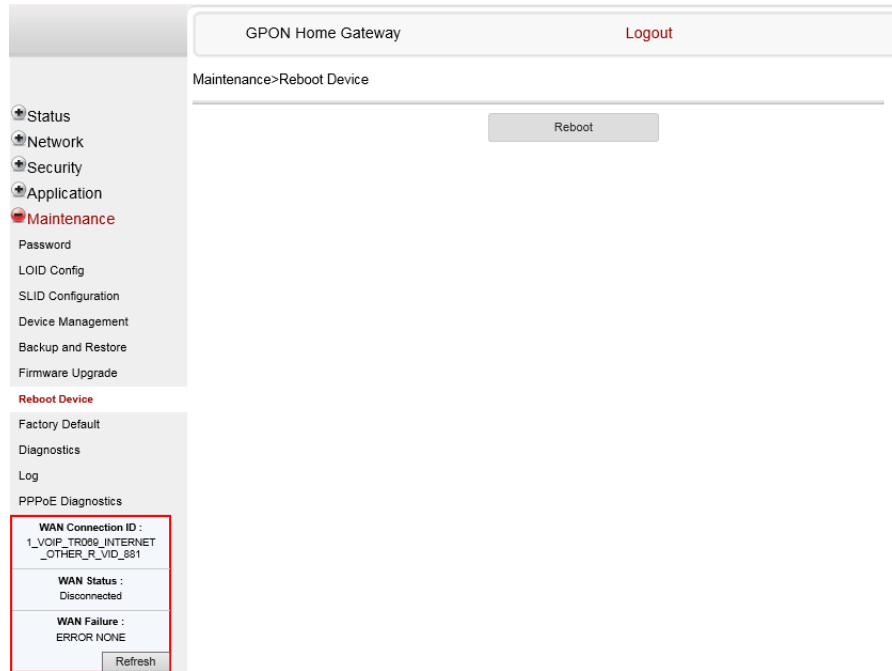 GPON Home Gateway
Logout
Maintenance>Reboot Device
Reboot
Status
Network
Security
Application
Maintenance
Password
LOID Config
SLID Configuration
Device Management
Backup and Restore
Firmware Upgrade
Reboot Device
Factory Default
Diagnostics
Log
PPPoE Diagnostics
WAN Connection ID :
1_VOIP_TR069_INTERNET
_OTHER_R_VID_881
WAN Status :
Disconnected
WAN Failure :
ERROR NONE
Refresh